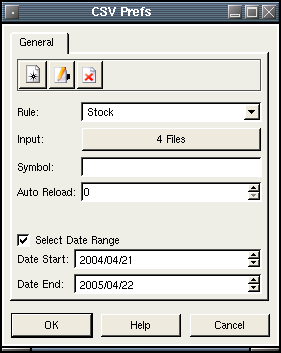 CSV Prefs
General
Rule: Stock
Input: 4 Files
Symbol:
Auto Reload: 0
Select Date Range
Date Start: 2004/04/21
Date End: 2005/04/22
OK Help Cancel